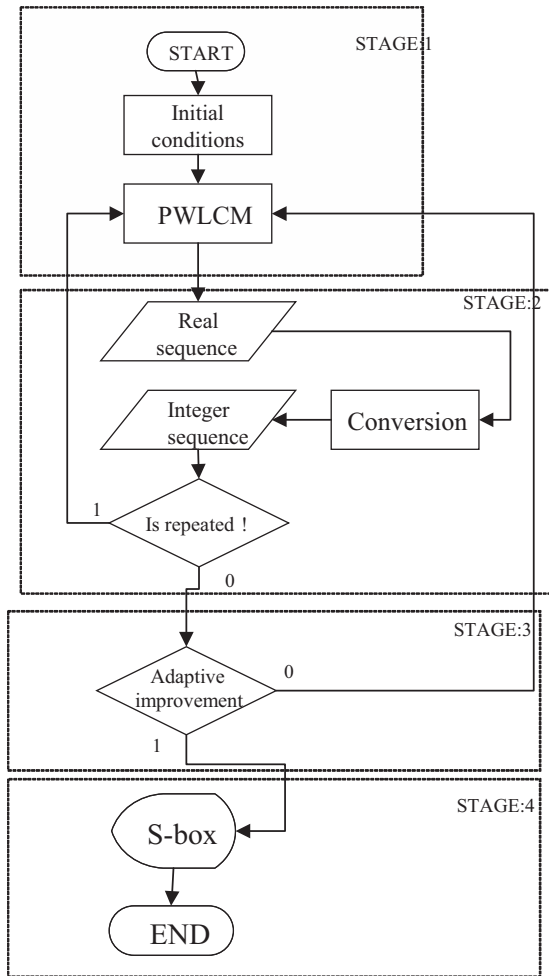 STAGE:1
START
Initial
conditions
PWLCM
STAGE:2
Real
sequence
Integer
sequence
Conversion
1
Is repeated !
0
STAGE:3
Adaptive
improvement
0
1
STAGE:4
S-box
END